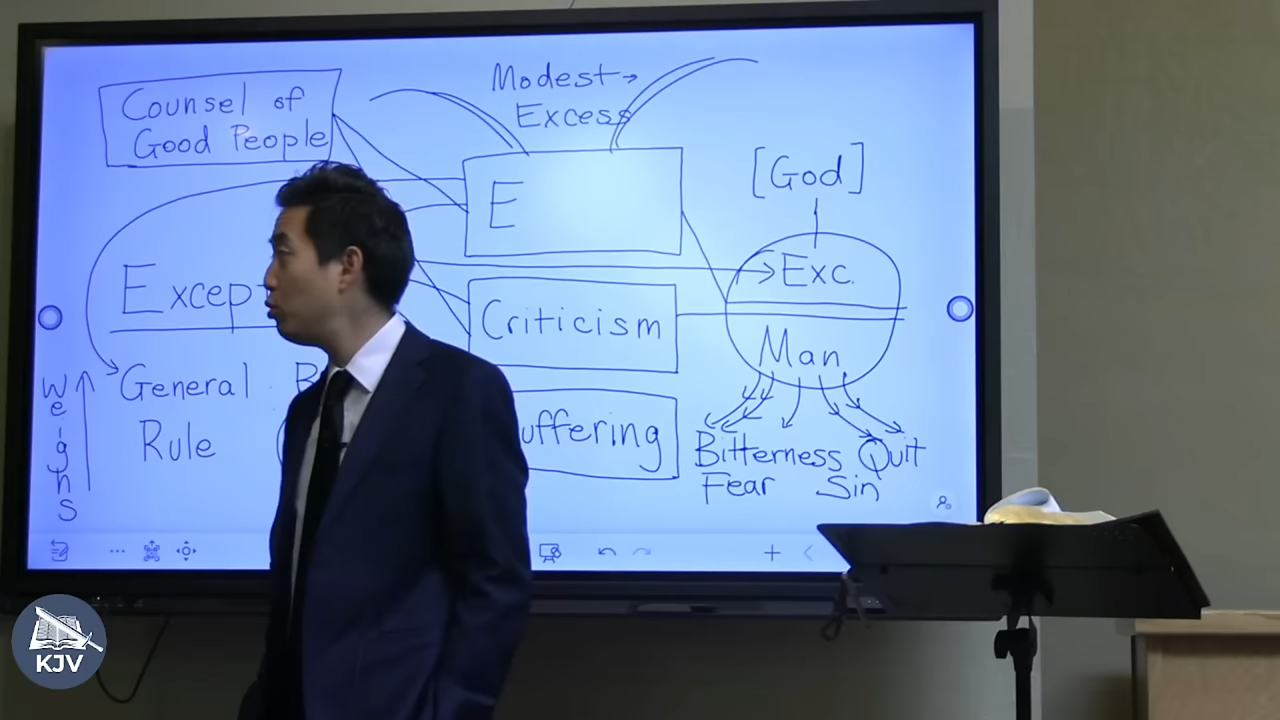 Counsel of
Good People
Modest →
Excess
[God]
E
Exc.
Excep
Criticism
Man
General B
Rule
Weighs
uffering
Bitterness Quit
Fear Sin
KJV